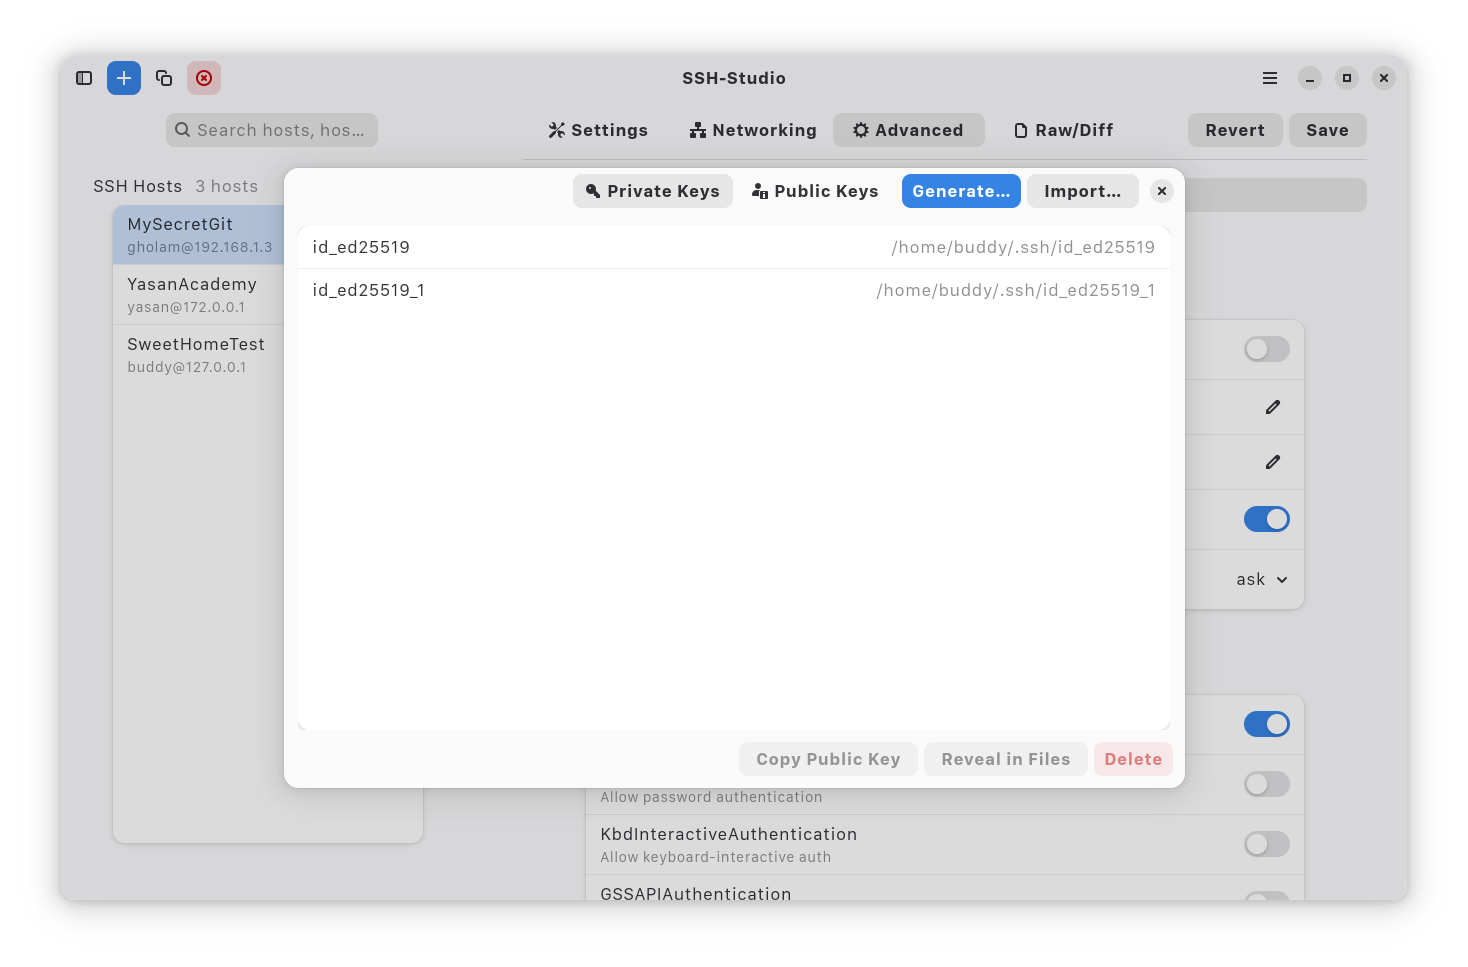 SSH-Studio
Search hosts, hos...
Settings
Networking
Advanced
Raw/Diff
Revert
Save
SSH Hosts 3 hosts
MySecretGit
gholam@192.168.1.3
YasanAcademy
yasan@172.0.0.1
SweetHomeTest
buddy@127.0.0.1
Private Keys
Public Keys
Generate...
Import...
id_ed25519 /home/buddy/.ssh/id_ed25519
id_ed25519_1 /home/buddy/.ssh/id_ed25519_1
ask
Copy Public Key
Reveal in Files
Delete
Allow password authentication
KbdInteractiveAuthentication
Allow keyboard-interactive auth
GSSAPIAuthentication